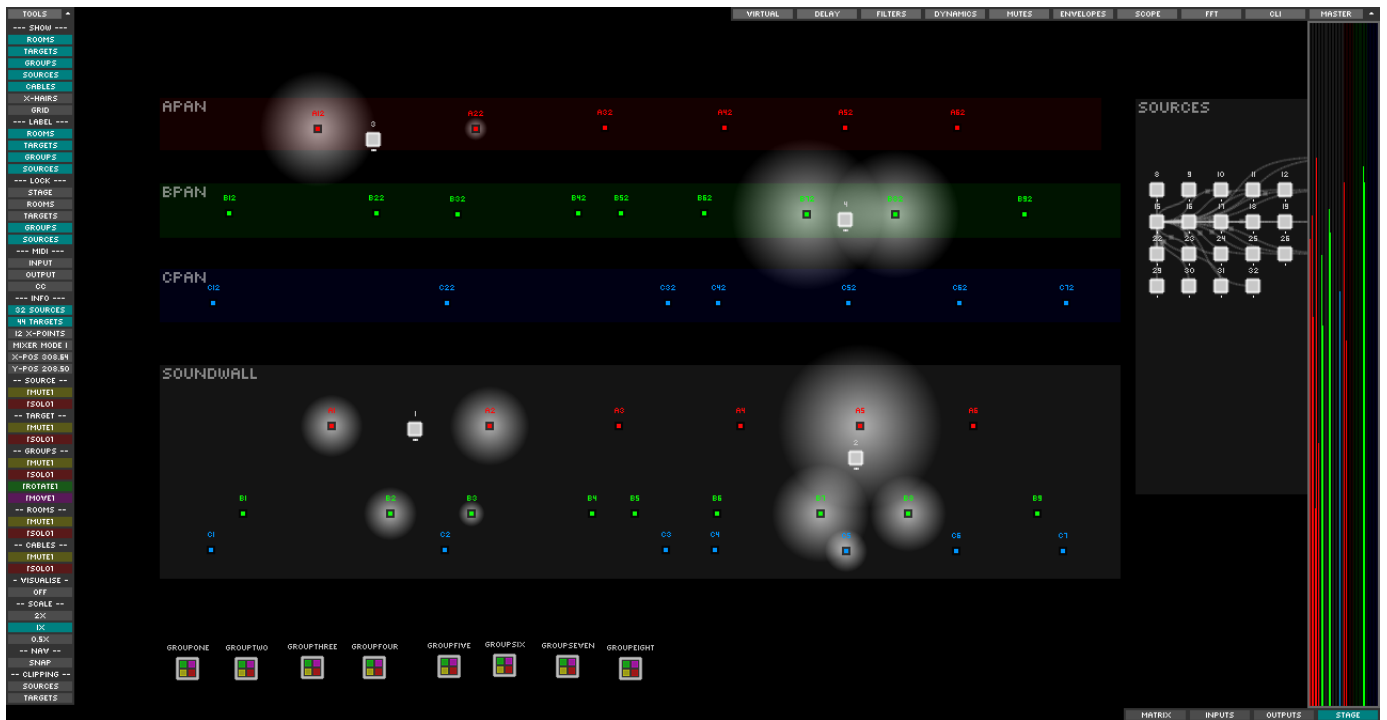 TOOLS
VIRTUAL DELAY FILTERS DYNAMICS MUTES ENVELOPES SCOPE FFT CLI MASTER
--- SHOW ---
ROOMS
TARGETS
GROUPS
SOURCES
CABLES
X-HAIRS
GRID
--- LABEL ---
ROOMS
TARGETS
GROUPS
SOURCES
--- LOCK ---
STAGE
ROOMS
TARGETS
GROUPS
SOURCES
--- MIDI ---
INPUT
OUTPUT
CC
--- INFO ---
32 SOURCES
44 TARGETS
12 X-POINTS
MIXER MODE 1
X-POS 308.64
Y-POS 208.50
-- SOURCE --
[MUTE]
[SOLO]
-- TARGET --
[MUTE]
[SOLO]
-- GROUPS --
[MUTE]
[SOLO]
[ROTATE]
[MOVE]
-- ROOMS --
[MUTE]
[SOLO]
-- CABLES --
[MUTE]
[SOLO]
- VISUALISE -
OFF
-- SCALE --
2X
1X
0.5X
-- NAV --
SNAP
-- CLIPPING --
SOURCES
TARGETS
APAN
A12 A22 A32 A42 A52 A62
3
BPAN
B12 B22 B32 B42 B52 B62 B92
4
CPAN
C12 C22 C32 C42 C52 C62 C72
SOUNDWALL
A1 A2 A3 A4 A5 A6
1
2
B1 B2 B3 B4 B5 B6 B7 B8 B9
C1 C2 C3 C4 C6 C7
SOURCES
8 9 10 11 12
15 16 17 18 19
22 23 24 25 26
29 30 31 32
GROUPONE GROUPTWO GROUPTHREE GROUPFOUR GROUPFIVE GROUPSIX GROUPSEVEN GROUPEIGHT
MATRIX INPUTS OUTPUTS STAGE